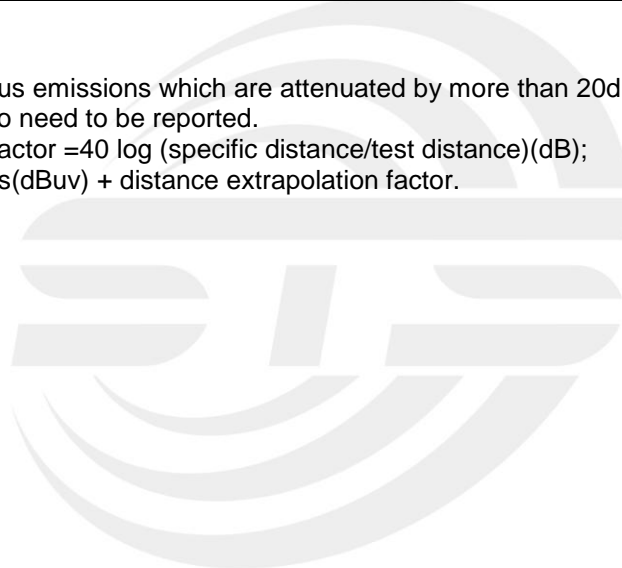 us emissions which are attenuated by more than 20d
o need to be reported.
actor =40 log (specific distance/test distance)(dB);
s(dBuv) + distance extrapolation factor.
STS